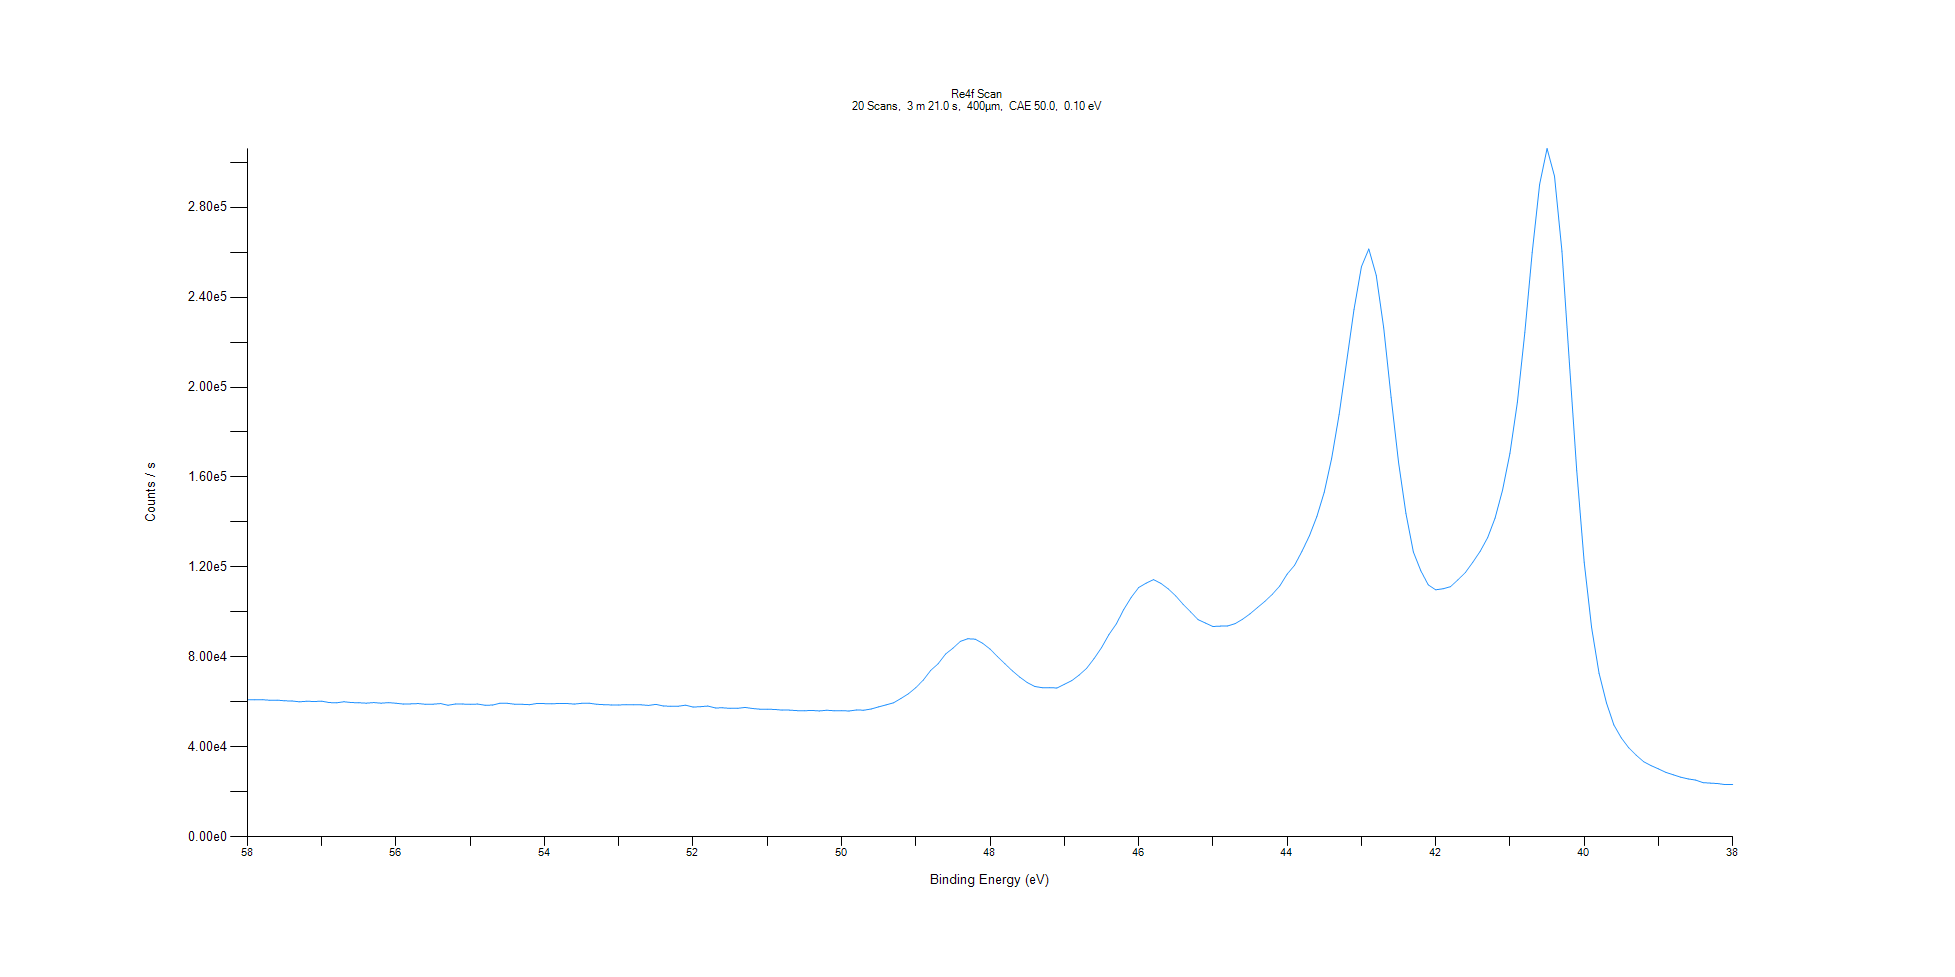 Re4f Scan
20 Scans, 3 m 21.0 s, 400µm, CAE 50.0, 0.10 eV
2.80e5
2.40e5
2.00e5
1.60e5
1.20e5
8.00e4
4.00e4
0.00e0
Counts / s
58 56 54 52 50 48 46 44 42 40 38
Binding Energy (eV)